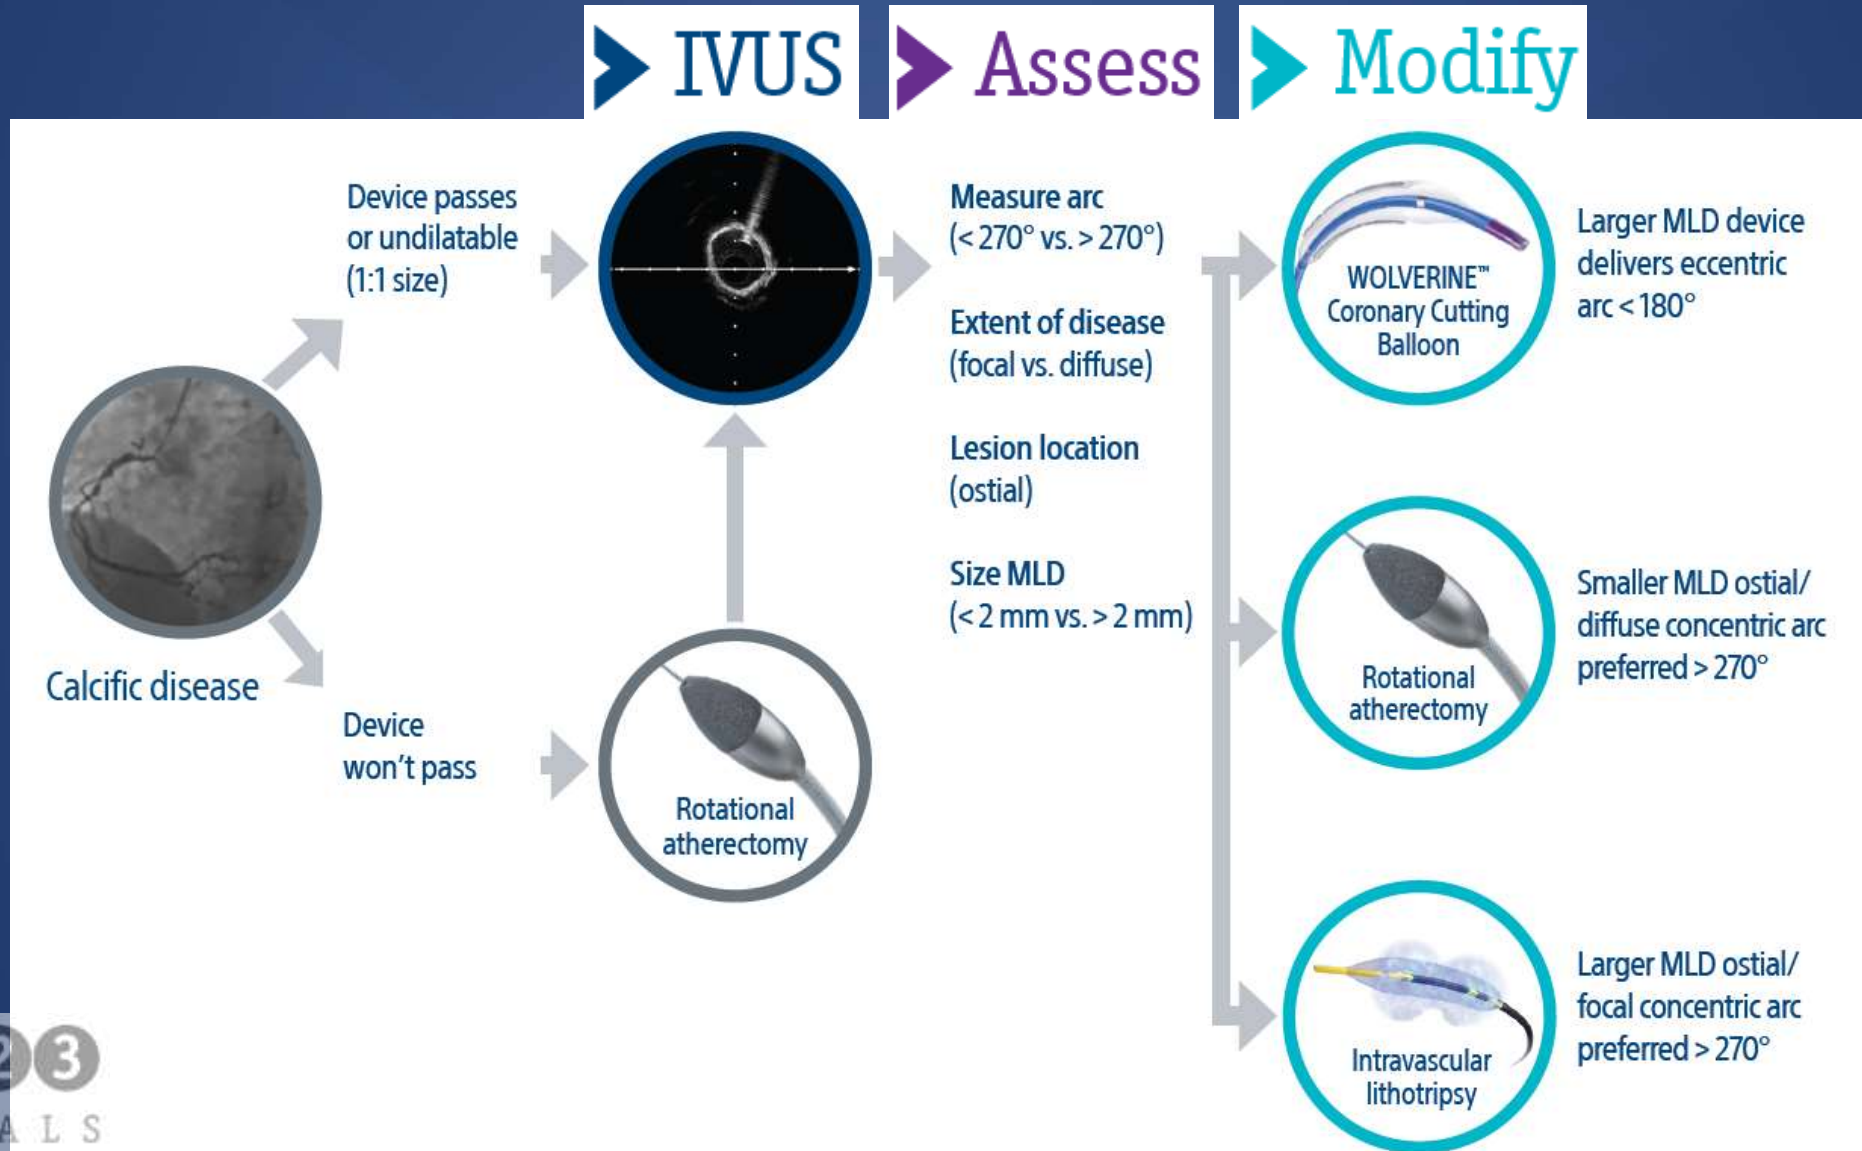 IVUS
Assess
Modify
Device passes
or undilatable
(1:1 size)
Measure arc
(< 270° vs. > 270°)
Extent of disease
(focal vs. diffuse)
Lesion location
(ostial)
Size MLD
(< 2 mm vs. > 2 mm)
WOLVERINE™
Coronary Cutting
Balloon
Larger MLD device
delivers eccentric
arc < 180°
Calcific disease
Device
won't pass
Rotational
atherectomy
Rotational
atherectomy
Smaller MLD ostial/
diffuse concentric arc
preferred > 270°
Intravascular
lithotripsy
Larger MLD ostial/
focal concentric arc
preferred > 270°
23
ALS